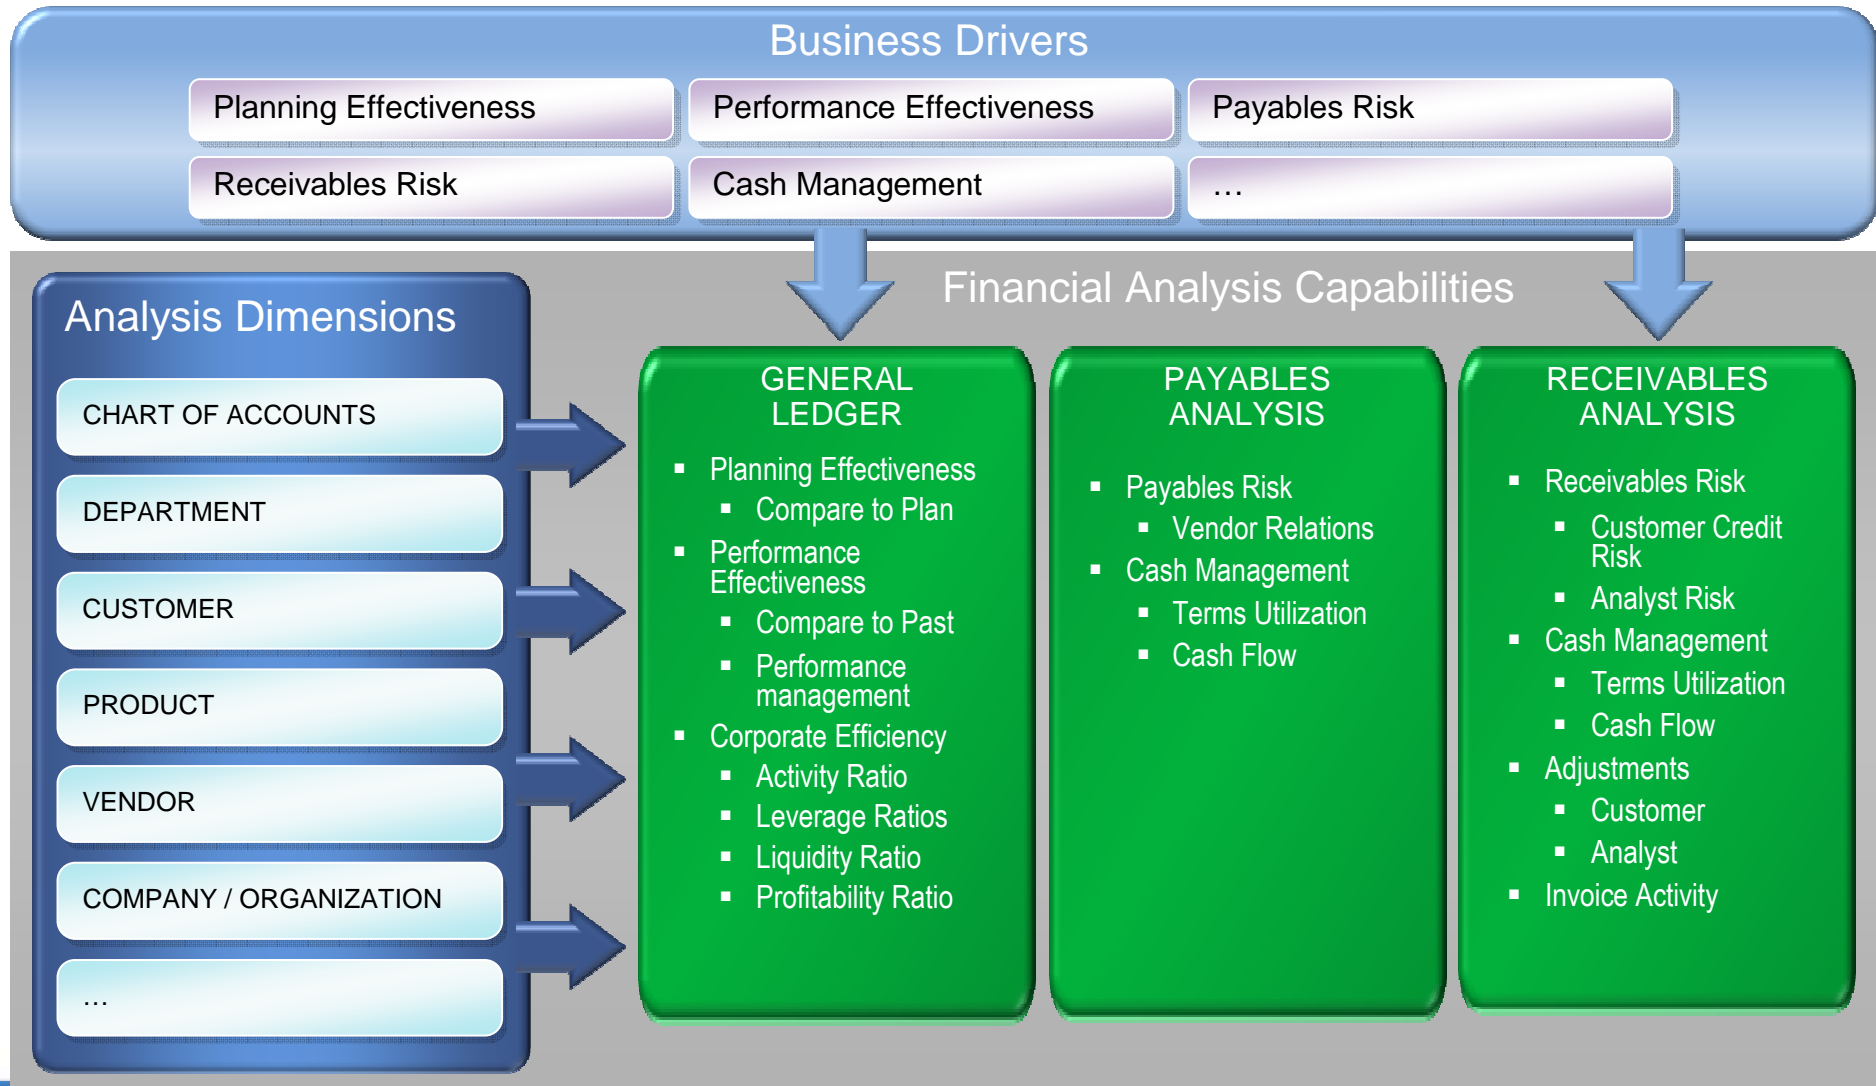 Business Drivers
Planning Effectiveness
Performance Effectiveness
Payables Risk
Receivables Risk
Cash Management
…
Financial Analysis Capabilities
Analysis Dimensions
CHART OF ACCOUNTS
DEPARTMENT
CUSTOMER
PRODUCT
VENDOR
COMPANY / ORGANIZATION
…
GENERAL
LEDGER
▪ Planning Effectiveness
▪ Compare to Plan
▪ Performance
Effectiveness
▪ Compare to Past
▪ Performance
management
▪ Corporate Efficiency
▪ Activity Ratio
▪ Leverage Ratios
▪ Liquidity Ratio
▪ Profitability Ratio
PAYABLES
ANALYSIS
▪ Payables Risk
▪ Vendor Relations
▪ Cash Management
▪ Terms Utilization
▪ Cash Flow
RECEIVABLES
ANALYSIS
▪ Receivables Risk
▪ Customer Credit
Risk
▪ Analyst Risk
▪ Cash Management
▪ Terms Utilization
▪ Cash Flow
▪ Adjustments
▪ Customer
▪ Analyst
▪ Invoice Activity